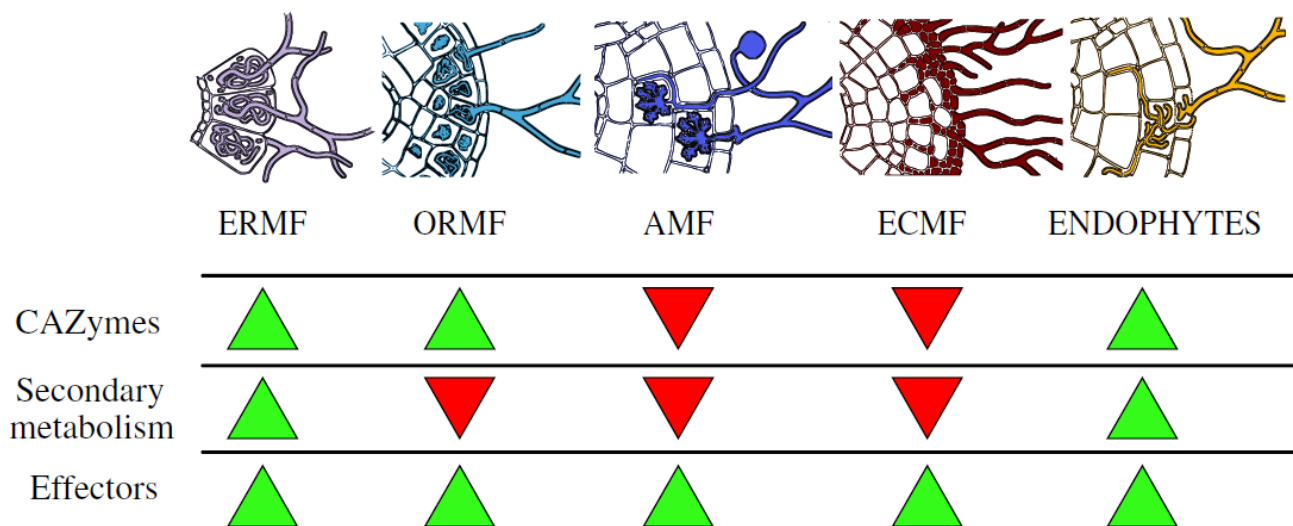 ERMF ORMF AMF ECMF ENDOPHYTES
CAZymes
Secondary
metabolism
Effectors